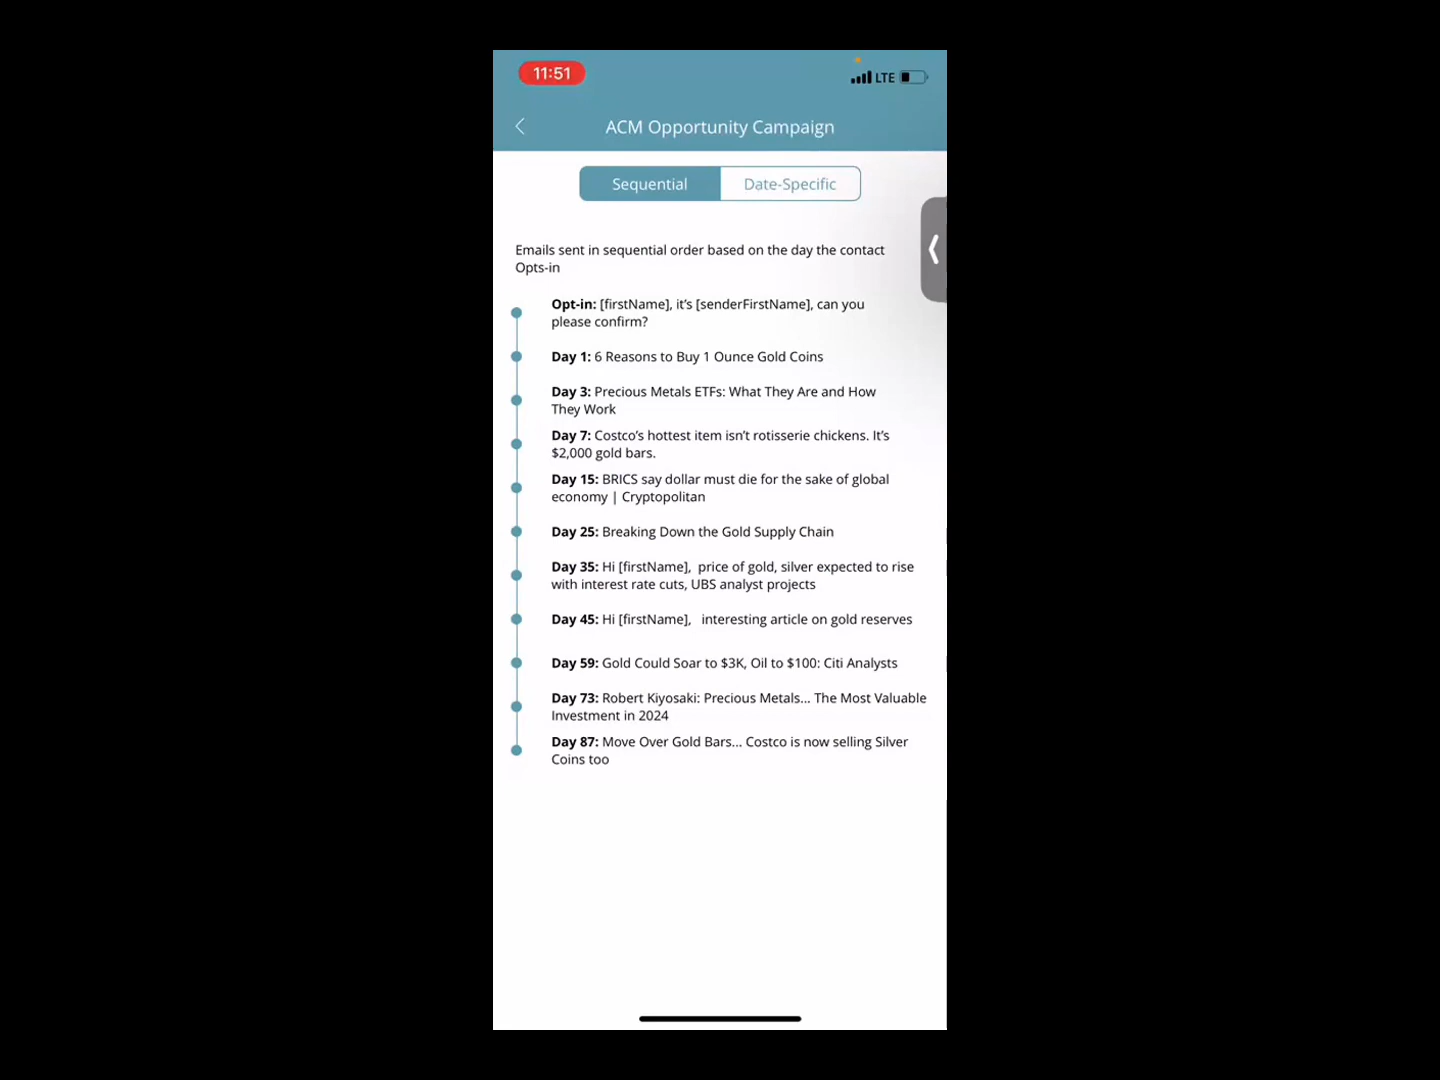 11:51
LTE
ACM Opportunity Campaign
Sequential
Date-Specific
Emails sent in sequential order based on the day the contact
Opts-in
Opt-in: [firstName], it's [senderFirstName], can you
please confirm?
Day 1: 6 Reasons to Buy 1 Ounce Gold Coins
Day 3: Precious Metals ETFs: What They Are and How
They Work
Day 7: Costco's hottest item isn't rotisserie chickens. It's
$2,000 gold bars.
Day 15: BRICS say dollar must die for the sake of global
economy | Cryptopolitan
Day 25: Breaking Down the Gold Supply Chain
Day 35: Hi [firstName],  price of gold, silver expected to rise
with interest rate cuts, UBS analyst projects
Day 45: Hi [firstName],   interesting article on gold reserves
Day 59: Gold Could Soar to $3K, Oil to $100: Citi Analysts
Day 73: Robert Kiyosaki: Precious Metals... The Most Valuable
Investment in 2024
Day 87: Move Over Gold Bars... Costco is now selling Silver
Coins too